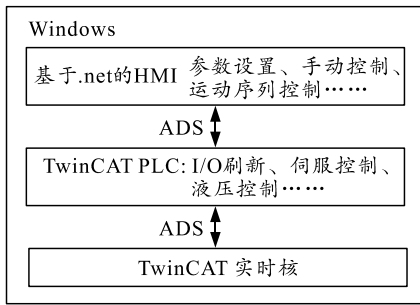 Windows
基于.net的HMI 参数设置、手动控制、
运动序列控制……
ADS
TwinCAT PLC: I/O刷新、伺服控制、
液压控制……
ADS
TwinCAT 实时核